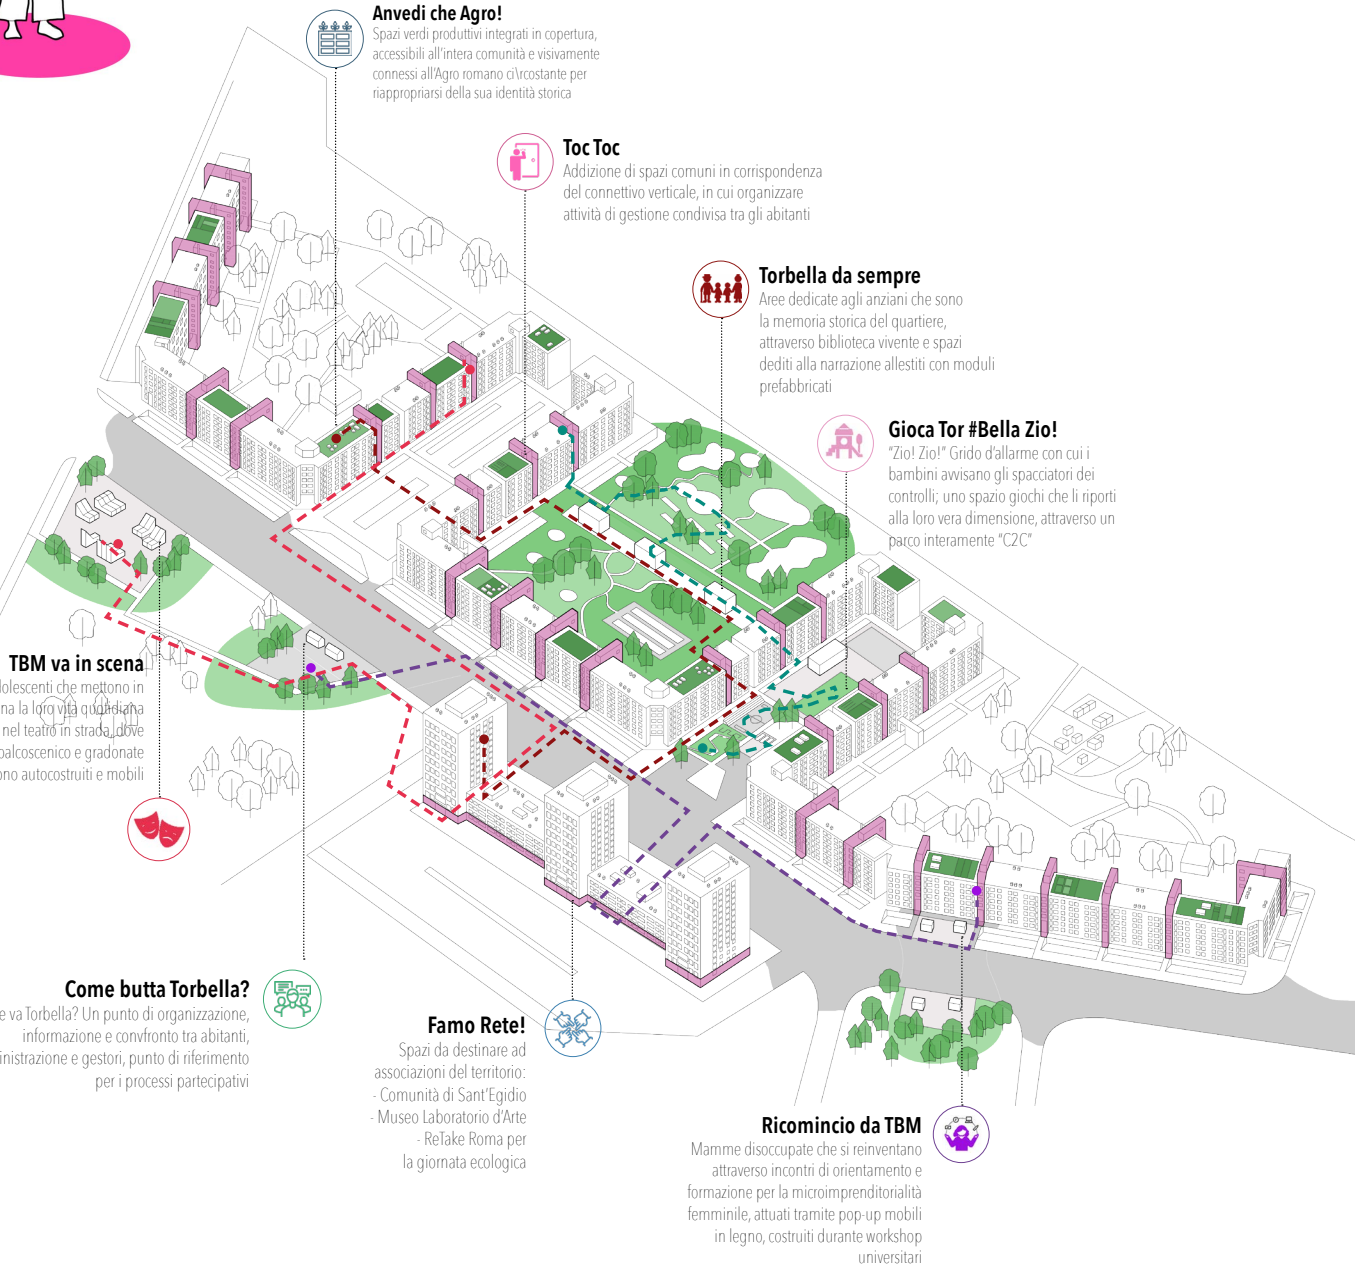 Anvedi che Agro!
Spazi verdi produttivi integrati in copertura,
accessibili all'intera comunità e visivamente
connessi all'Agro romano ci\rcostante per
riappropriarsi della sua identità storica
Toc Toc
Addizione di spazi comuni in corrispondenza
del connettivo verticale, in cui organizzare
attività di gestione condivisa tra gli abitanti
Torbella da sempre
Aree dedicate agli anziani che sono
la memoria storica del quartiere,
attraverso biblioteca vivente e spazi
dediti alla narrazione allestiti con moduli
prefabbricati
Gioca Tor #Bella Zio!
"Zio! Zio!" Grido d'allarme con cui i
bambini avvisano gli spacciatori dei
controlli; uno spazio giochi che li riporti
alla loro vera dimensione, attraverso un
parco interamente "C2C"
TBM va in scena
dolescenti che mettono in
na la loro vita quotidiana
nel teatro in strada, dove
palcoscenico e gradonate
ono autocostruiti e mobili
Come butta Torbella?
e va Torbella? Un punto di organizzazione,
informazione e convfronto tra abitanti,
inistrazione e gestori, punto di riferimento
per i processi partecipativi
Famo Rete!
Spazi da destinare ad
associazioni del territorio:
- Comunità di Sant'Egidio
- Museo Laboratorio d'Arte
- ReTake Roma per
la giornata ecologica
Ricomincio da TBM
Mamme disoccupate che si reinventano
attraverso incontri di orientamento e
formazione per la microimprenditorialità
femminile, attuati tramite pop-up mobili
in legno, costruiti durante workshop
universitari